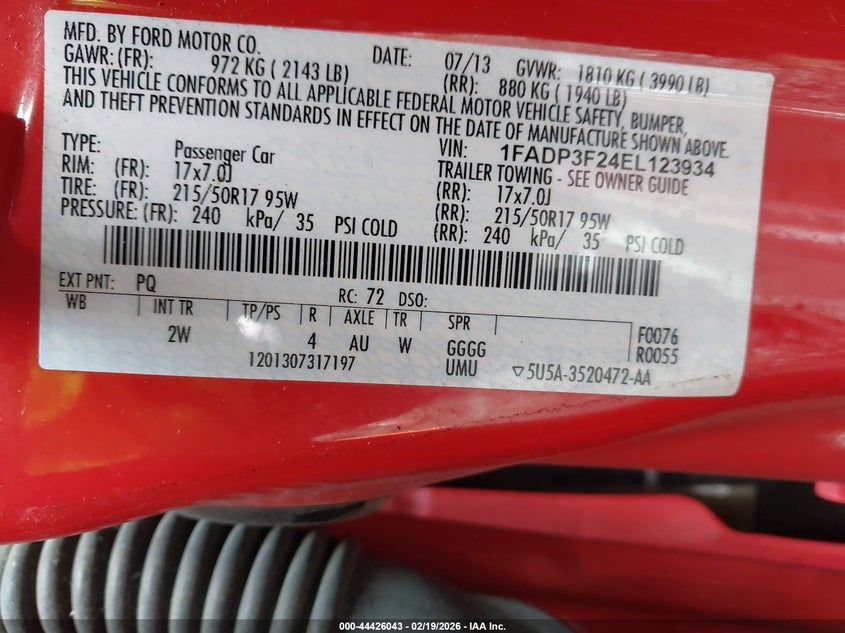 MFD. BY FORD MOTOR CO. DATE: 07/13 GVWR: 1810 KG ( 3990 LB)
GAWR: (FR): 972 KG ( 2143 LB) (RR): 880 KG ( 1940 LB)
THIS VEHICLE CONFORMS TO ALL APPLICABLE FEDERAL MOTOR VEHICLE SAFETY, BUMPER,
AND THEFT PREVENTION STANDARDS IN EFFECT ON THE DATE OF MANUFACTURE SHOWN ABOVE.
VIN: 1FADP3F24EL123934
TYPE: Passenger Car TRAILER TOWING - SEE OWNER GUIDE
RIM: (FR): 17x7.0J (RR): 17x7.0J
TIRE: (FR): 215/50R17 95W (RR): 215/50R17 95W
PRESSURE: (FR): 240 kPa/ 35 PSI COLD (RR): 240 kPa/ 35 PSI COLD
EXT PNT: PQ RC: 72 DSO:
WB INT TR TP/PS R AXLE TR SPR F0076
2W 4 AU W GGGG R0055
1201307317197 UMU ▽5U5A-3520472-AA
000-44426043 - 02/19/2026 - IAA Inc.